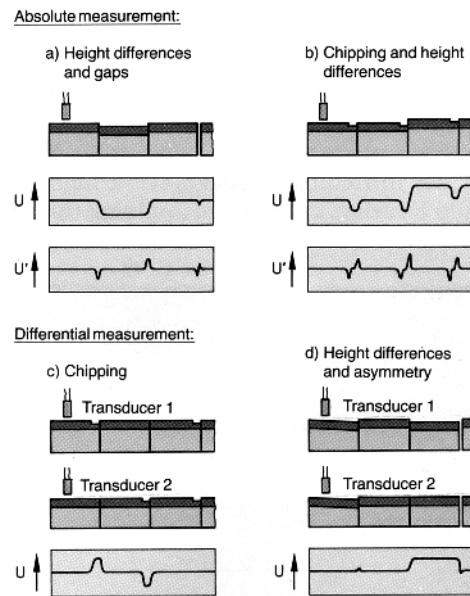 Absolute measurement:
a) Height differences
and gaps
b) Chipping and height
differences
U
U
U'
U'
Differential measurement:
c) Chipping
d) Height differences
and asymmetry
Transducer 1
Transducer 1
Transducer 2
Transducer 2
U
U